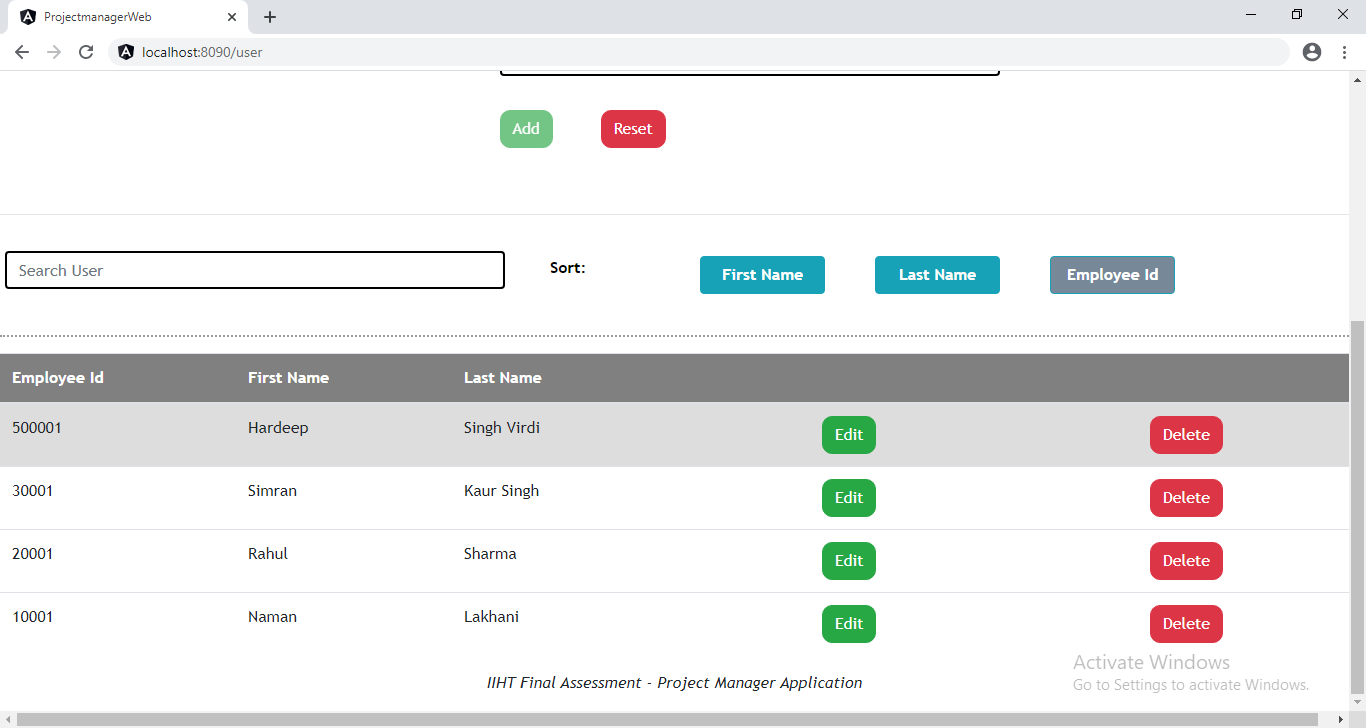 ProjectmanagerWeb
localhost:8090/user
Add Reset
Search User Sort: First Name Last Name Employee Id
Employee Id First Name Last Name
500001 Hardeep Singh Virdi Edit Delete
30001 Simran Kaur Singh Edit Delete
20001 Rahul Sharma Edit Delete
10001 Naman Lakhani Edit Delete
Activate Windows
IIHT Final Assessment - Project Manager Application
Go to Settings to activate Windows.